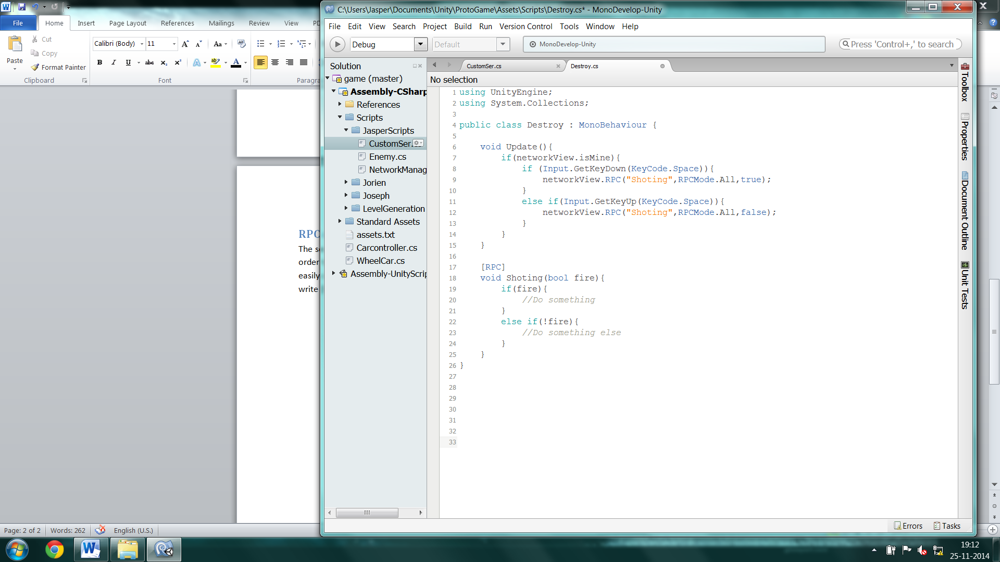 File
Home
Insert
Page Layout
References
Mailings
Review
View
Cut
Copy
Format Painter
Paste
Clipboard
Calibri (Body)
11
Font
Paragra
RPC
The s
order
easily
write
Page: 2 of 2
Words: 262
English (U.S.)
C:\Users\Jasper\Documents\Unity\ProtoGame\Assets\Scripts\Destroy.cs* - MonoDevelop-Unity
File Edit View Search Project Build Run Version Control Tools Window Help
Debug
Default
MonoDevelop-Unity
Press 'Control+,' to search
Solution
game (master)
Assembly-CSharp
References
Scripts
JasperScripts
CustomSer.
Enemy.cs
NetworkManag
Jorien
Joseph
LevelGeneration
Standard Assets
assets.txt
Carcontroller.cs
WheelCar.cs
Assembly-UnityScrip
CustomSer.cs
Destroy.cs
No selection
1 using UnityEngine;
2 using System.Collections;
3
4 public class Destroy : MonoBehaviour {
5
6 void Update(){
7 if(networkView.isMine){
8 if (Input.GetKeyDown(KeyCode.Space)){
9 networkView.RPC("Shoting",RPCMode.All,true);
10 }
11 else if(Input.GetKeyUp(KeyCode.Space)){
12 networkView.RPC("Shoting",RPCMode.All,false);
13 }
14 }
15 }
16
17 [RPC]
18 void Shoting(bool fire){
19 if(fire){
20 //Do something
21 }
22 else if(!fire){
23 //Do something else
24 }
25 }
26 }
27
28
29
30
31
32
33
Toolbox
Properties
Document Outline
Unit Tests
Errors
Tasks
19:12
25-11-2014